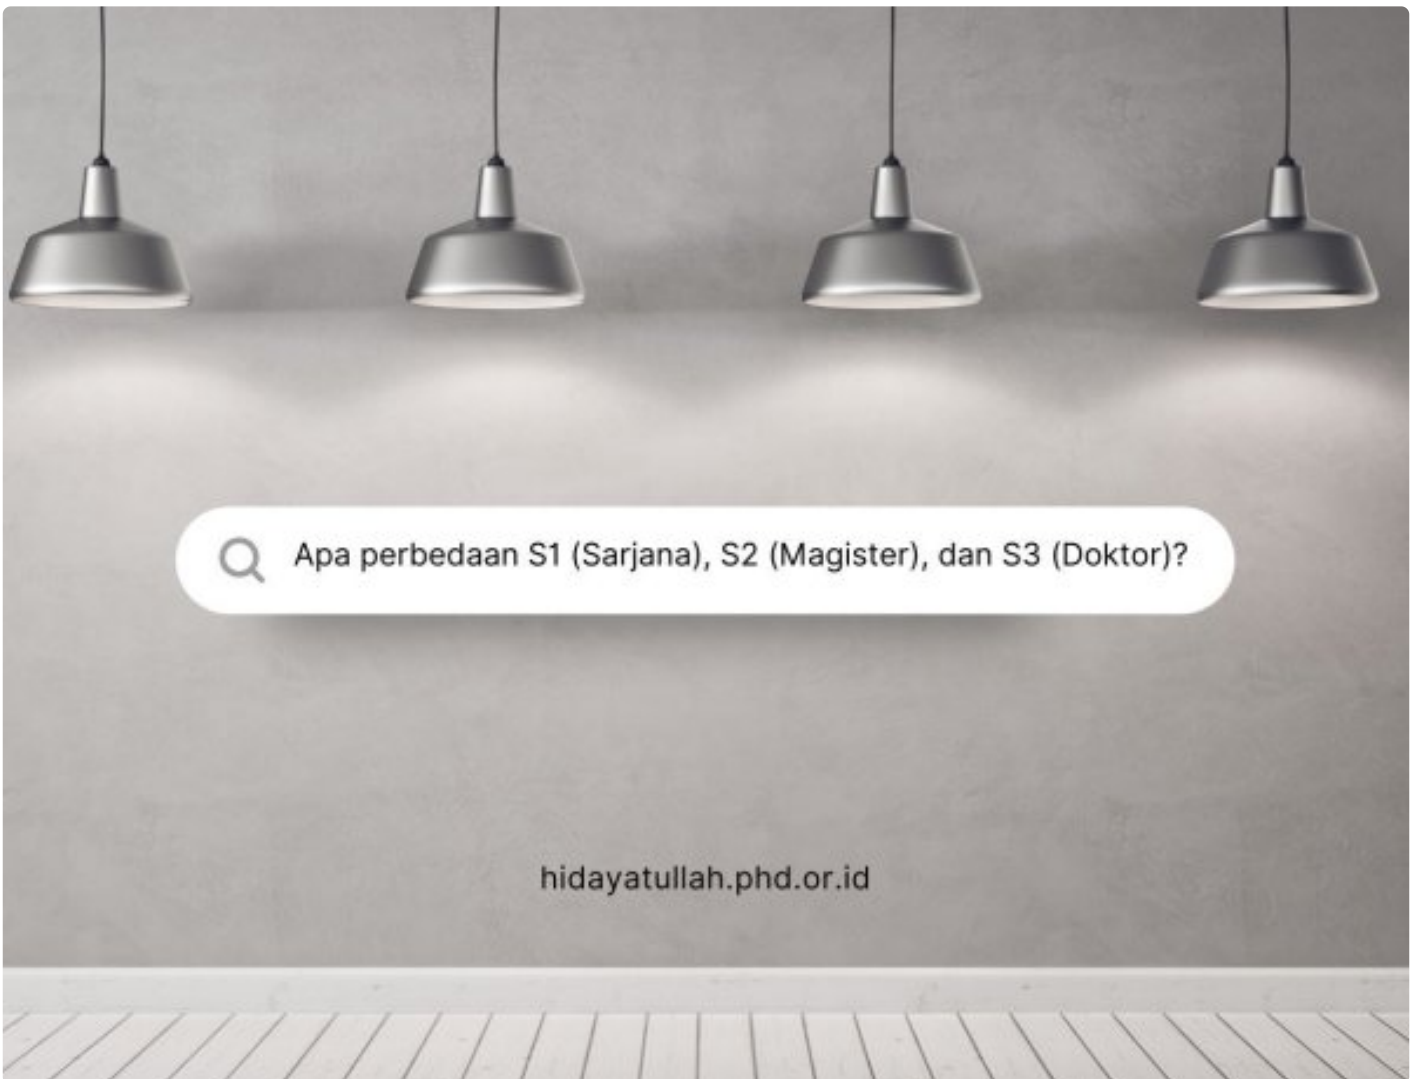 Apa perbedaan S1 (Sarjana), S2 (Magister), dan S3 (Doktor)?
hidayatullah.phd.or.id